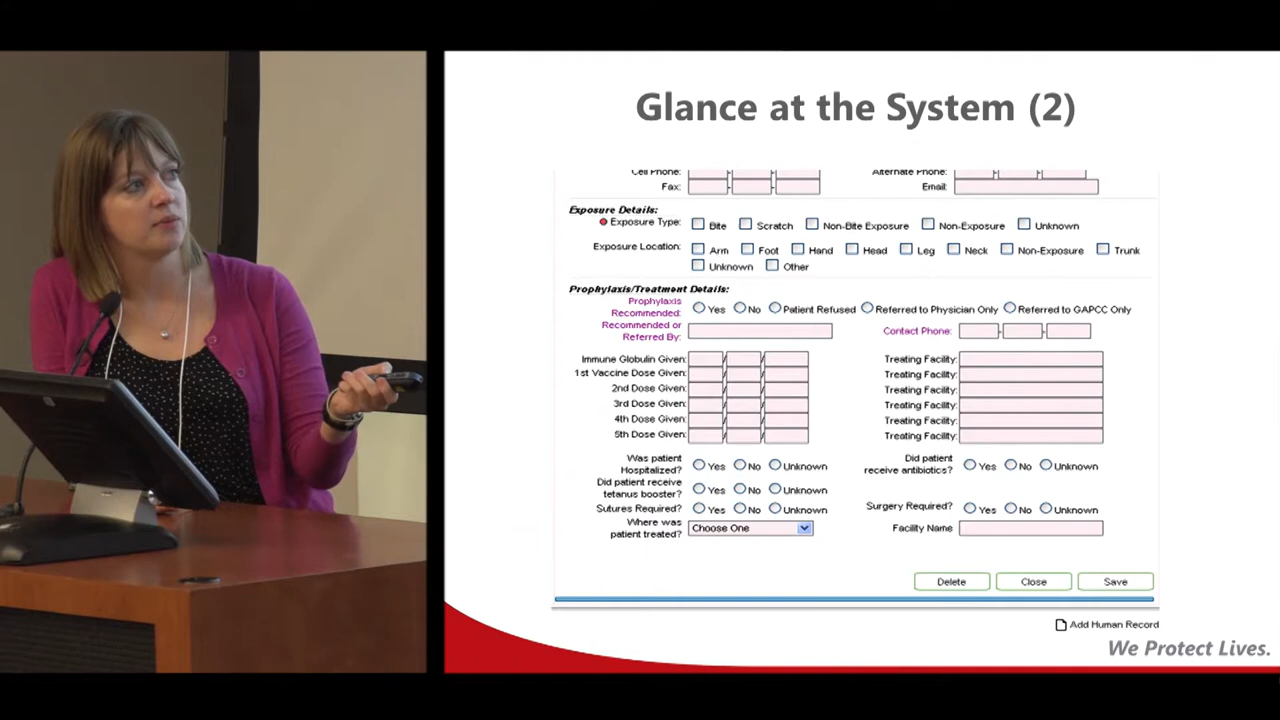 Glance at the System (2)
Cell Phone: - - Alternate Phone: - -
Fax: - - Email:
Exposure Details:
Exposure Type: Bite Scratch Non-Bite Exposure Non-Exposure Unknown
Exposure Location: Arm Foot Hand Head Leg Neck Non-Exposure Trunk
Unknown Other
Prophylaxis/Treatment Details:
Prophylaxis
Recommended: Yes No Patient Refused Referred to Physician Only Referred to GAPCC Only
Recommended or
Referred By: Contact Phone: - -
Immune Globulin Given: / / Treating Facility:
1st Vaccine Dose Given: / / Treating Facility:
2nd Dose Given: / / Treating Facility:
3rd Dose Given: / / Treating Facility:
4th Dose Given: / / Treating Facility:
5th Dose Given: / / Treating Facility:
Was patient
Hospitalized? Yes No Unknown
Did patient
receive antibiotics? Yes No Unknown
Did patient receive
tetanus booster? Yes No Unknown
Sutures Required? Yes No Unknown
Surgery Required? Yes No Unknown
Where was
patient treated? Choose One
Facility Name
Delete Close Save
Add Human Record
We Protect Lives.